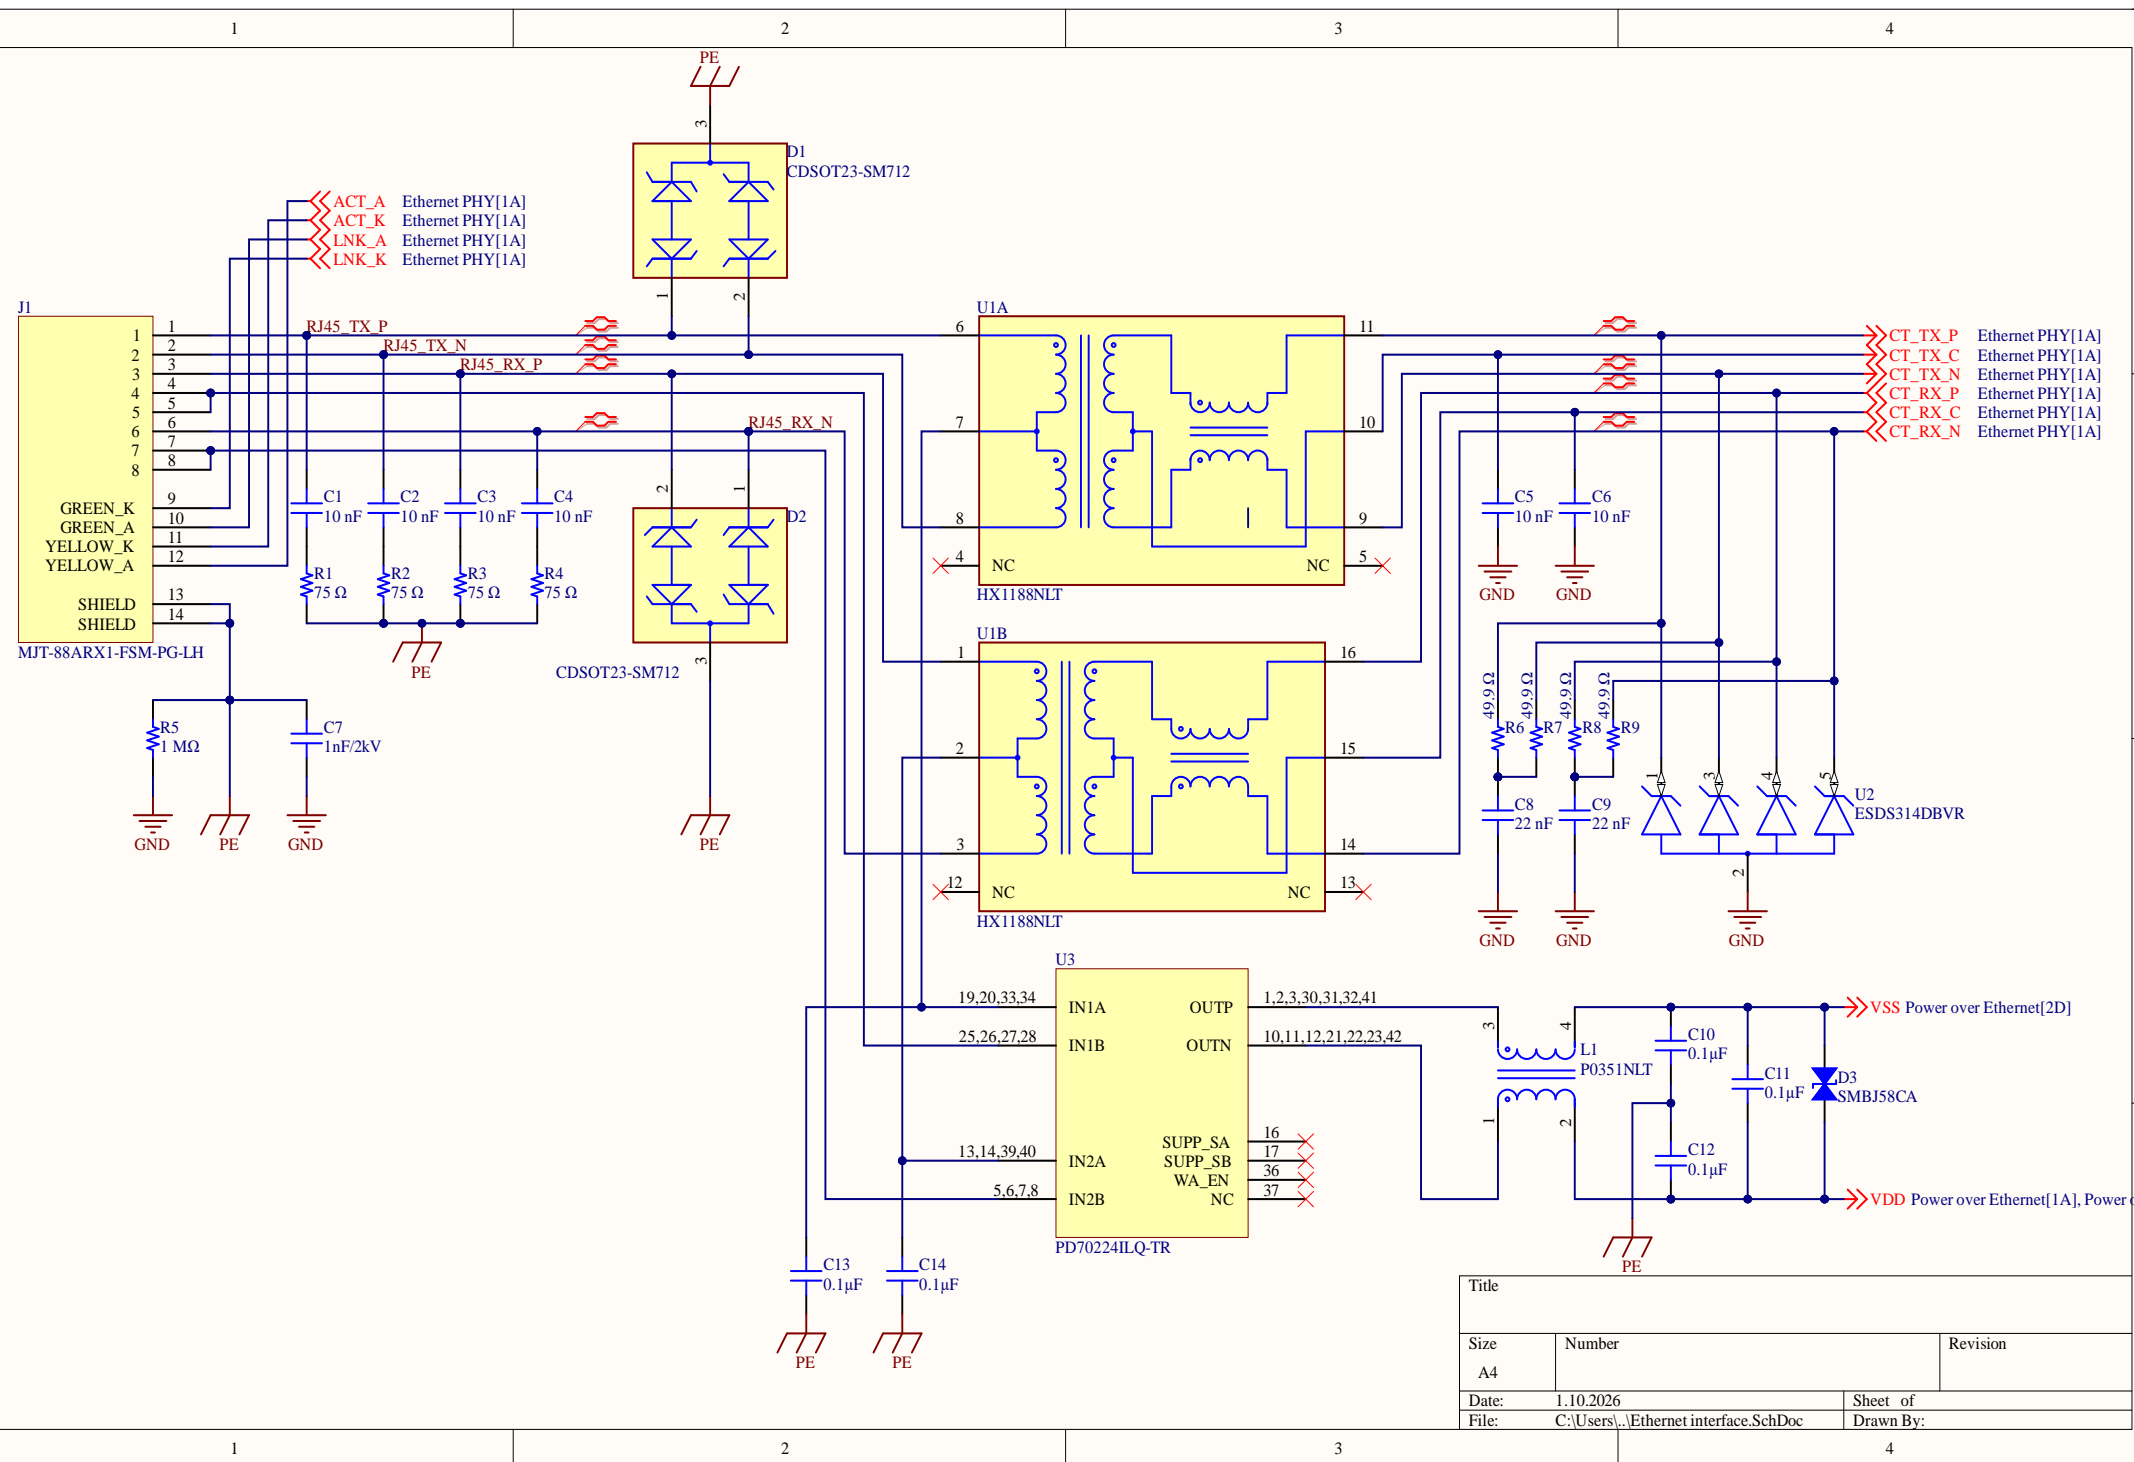 1 2 3 4
PE
3
D1
CDSOT23-SM712
1 2
ACT_A Ethernet PHY[1A]
ACT_K Ethernet PHY[1A]
LNK_A Ethernet PHY[1A]
LNK_K Ethernet PHY[1A]
J1
1 1
2 2
3 3
4 4
5 5
6 6
7 7
8 8
GREEN_K 9
GREEN_A 10
YELLOW_K 11
YELLOW_A 12
SHIELD 13
SHIELD 14
MJT-88ARX1-FSM-PG-LH
RJ45_TX_P
RJ45_TX_N
RJ45_RX_P
RJ45_RX_N
C1
10 nF
C2
10 nF
C3
10 nF
C4
10 nF
R1
75 Ω
R2
75 Ω
R3
75 Ω
R4
75 Ω
PE
R5
1 MΩ
C7
1nF/2kV
GND
PE
GND
2 1
D2
CDSOT23-SM712
3
PE
U1A
6 11
7 10
8 9
4 NC NC 5
HX1188NLT
U1B
1 16
2 15
3 14
12 NC NC 13
HX1188NLT
CT_TX_P Ethernet PHY[1A]
CT_TX_C Ethernet PHY[1A]
CT_TX_N Ethernet PHY[1A]
CT_RX_P Ethernet PHY[1A]
CT_RX_C Ethernet PHY[1A]
CT_RX_N Ethernet PHY[1A]
C5
10 nF
C6
10 nF
GND
GND
49.9 Ω
49.9 Ω
49.9 Ω
49.9 Ω
R6 R7 R8 R9
C8
22 nF
C9
22 nF
GND
GND
1 3 4 5
U2
ESDS314DBVR
2
GND
U3
19,20,33,34 IN1A OUTP 1,2,3,30,31,32,41
25,26,27,28 IN1B OUTN 10,11,12,21,22,23,42
SUPP_SA 16
13,14,39,40 IN2A SUPP_SB 17
WA_EN 36
5,6,7,8 IN2B NC 37
PD70224ILQ-TR
C13
0.1µF
C14
0.1µF
PE
PE
3 4
L1
P0351NLT
1 2
C10
0.1µF
C11
0.1µF
D3
SMBJ58CA
C12
0.1µF
PE
VSS Power over Ethernet[2D]
VDD Power over Ethernet[1A], Power
Title
Size Number Revision
A4
Date: 1.10.2026 Sheet of
File: C:\Users\..\Ethernet interface.SchDoc Drawn By:
1 2 3 4